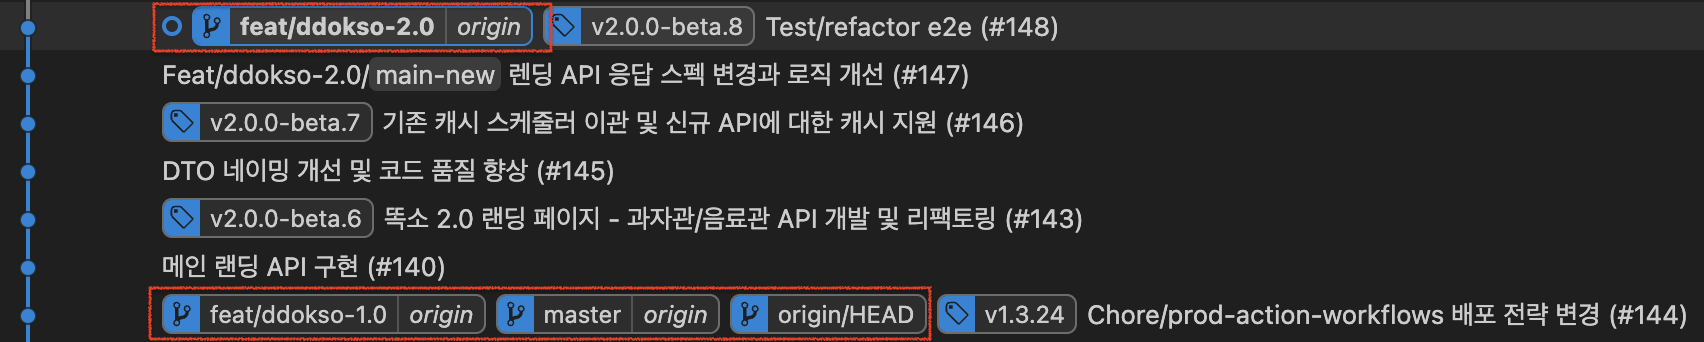 feat/ddokso-2.0 origin v2.0.0-beta.8 Test/refactor e2e (#148)
Feat/ddokso-2.0/main-new 렌딩 API 응답 스펙 변경과 로직 개선 (#147)
v2.0.0-beta.7 기존 캐시 스케줄러 이관 및 신규 API에 대한 캐시 지원 (#146)
DTO 네이밍 개선 및 코드 품질 향상 (#145)
v2.0.0-beta.6 똑소 2.0 랜딩 페이지 - 과자관/음료관 API 개발 및 리팩토링 (#143)
메인 랜딩 API 구현 (#140)
feat/ddokso-1.0 origin master origin origin/HEAD v1.3.24 Chore/prod-action-workflows 배포 전략 변경 (#144)